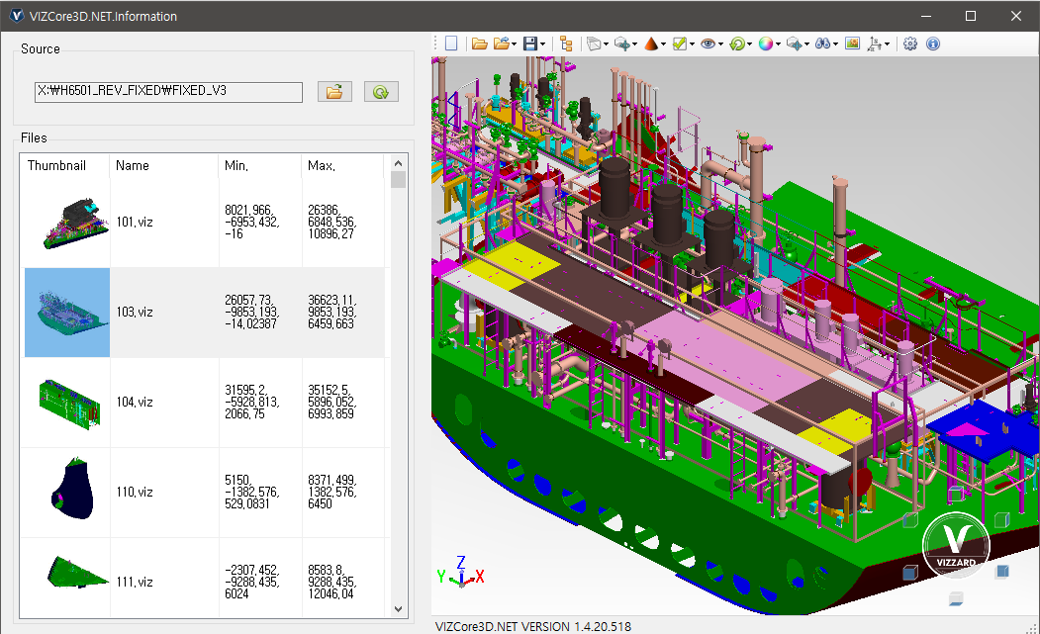 VIZCore3D.NET.Information
Source
X:₩H6501_REV_FIXED₩FIXED_V3
Files
Thumbnail Name Min. Max.
101.viz
8021,966,
-6953,432,
-16
26386,
6848,536,
10896,27
103.viz
26057,73,
-9853,193,
-14,02387
36623,11,
9853,193,
6459,663
104.viz
31595,2,
-5928,813,
2066,75
35152,5,
5896,052,
6993,859
110.viz
5150,
-1382,576,
529,0831
8371,499,
1382,576,
6450
111.viz
-2307,452,
-9288,435,
6024
8583,8,
9288,435,
12046,04
Z
Y X
V
VIZZARD
VIZCore3D.NET VERSION 1.4.20.518